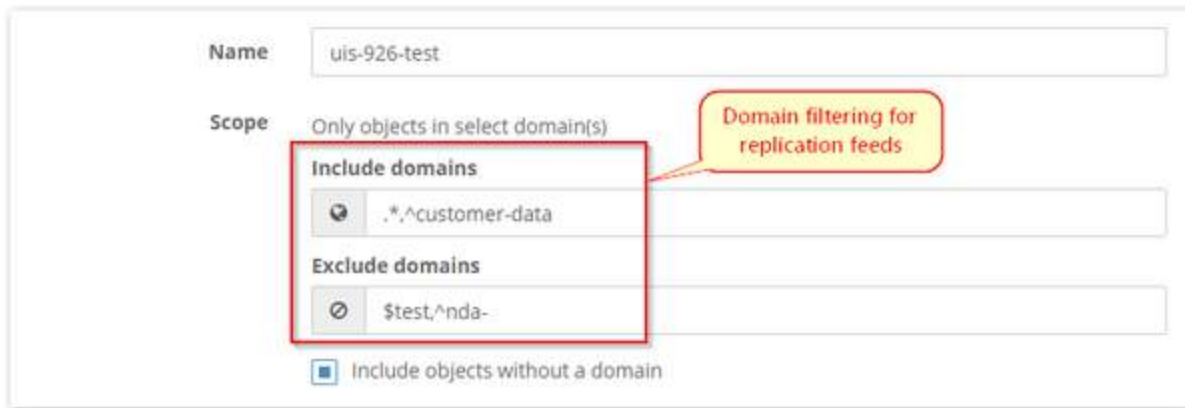 Name
uis-926-test
Scope
Only objects in select domain(s)
Domain filtering for
replication feeds
Include domains
.*,^customer-data
Exclude domains
$test,^nda-
Include objects without a domain